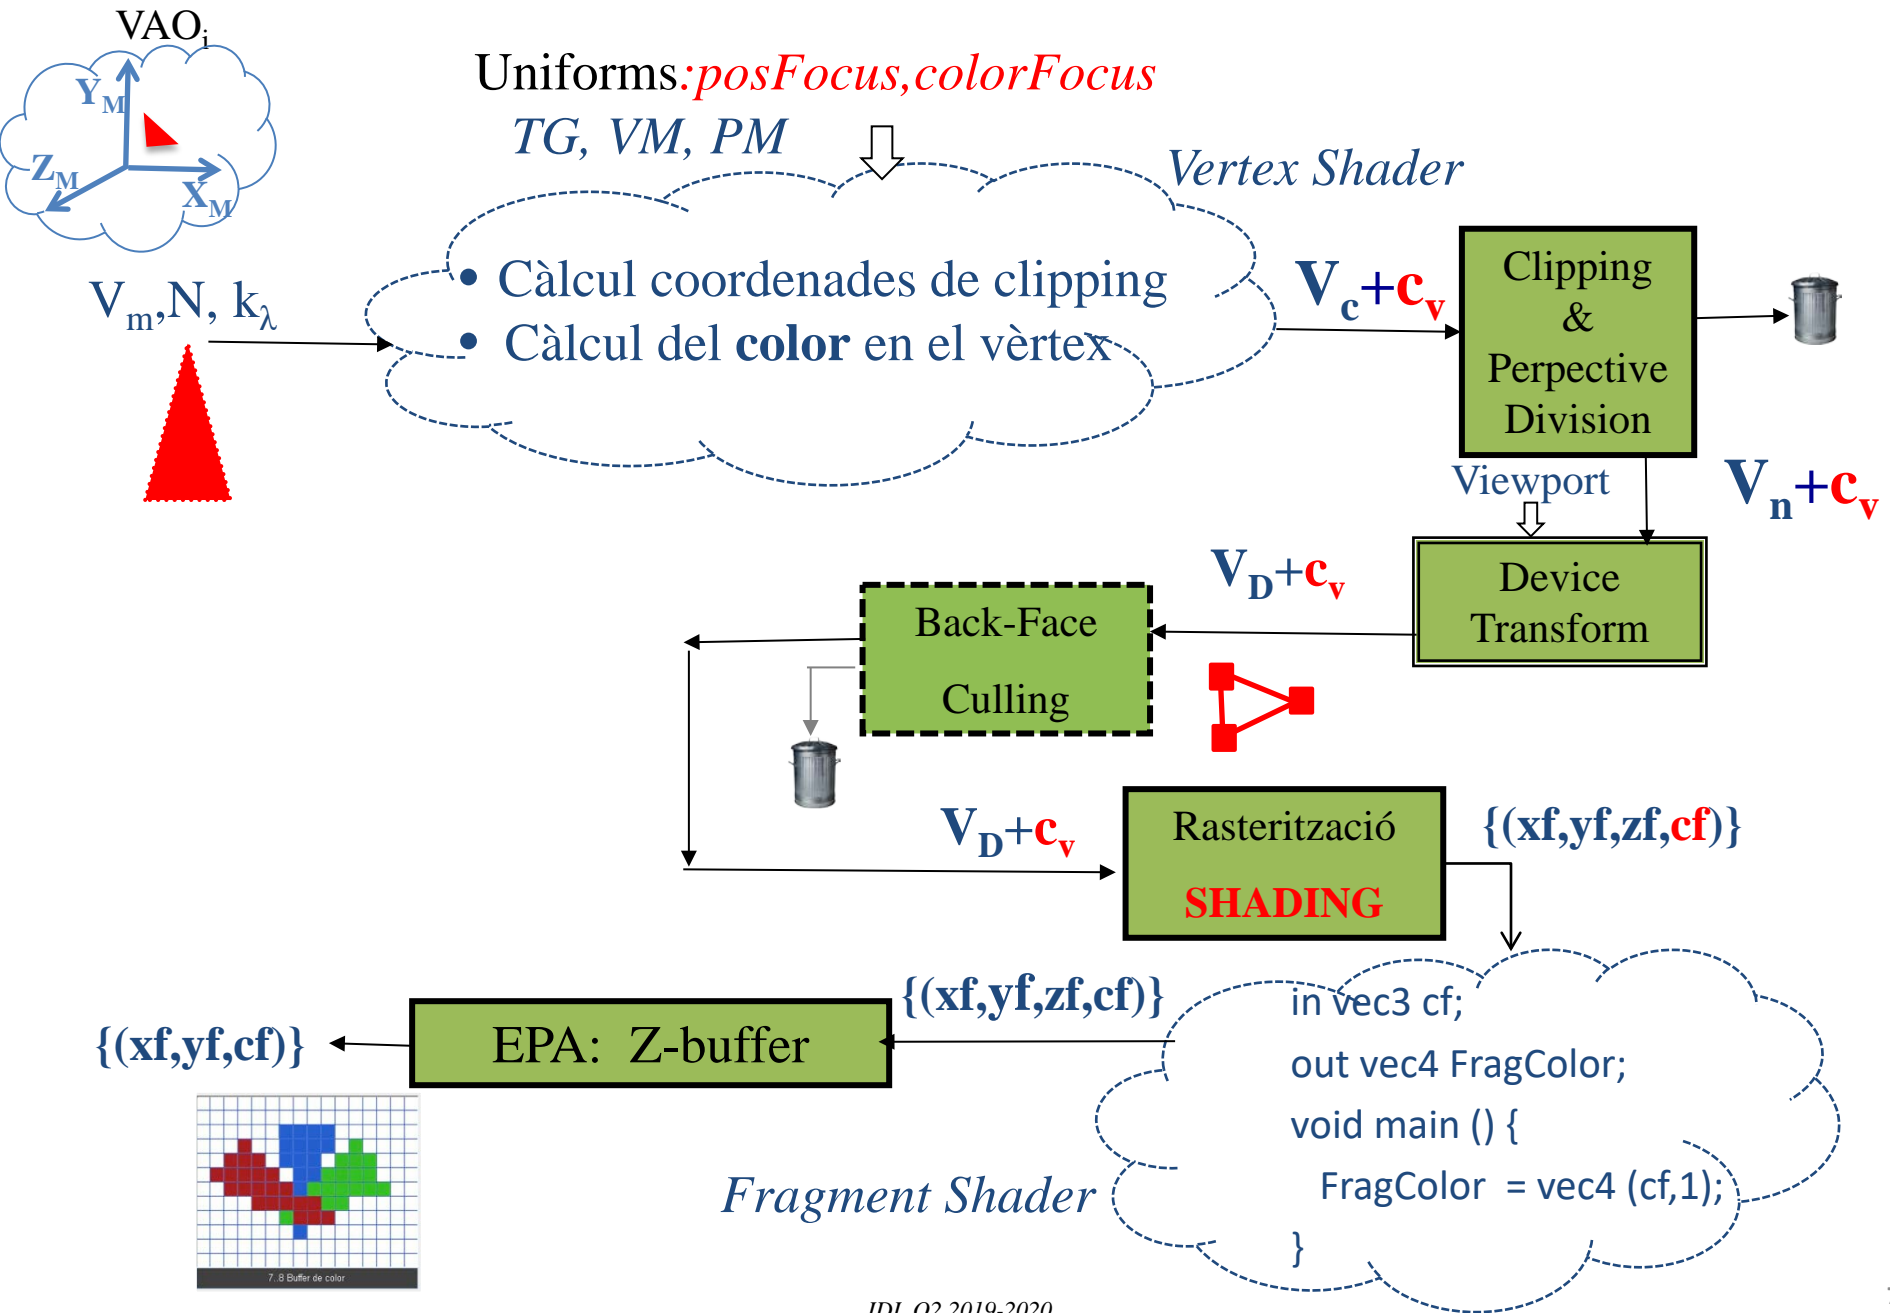 VAOi
YM
ZM
XM
Uniforms:posFocus,colorFocus
TG, VM, PM
Vertex Shader
Vm,N, kλ
• Càlcul coordenades de clipping
• Càlcul del color en el vèrtex
Vc+cv
Clipping
&
Perpective
Division
Viewport
Vn+cv
Device
Transform
VD+cv
Back-Face
Culling
VD+cv
Rasterització
SHADING
{(xf,yf,zf,cf)}
in vec3 cf;
out vec4 FragColor;
void main () {
FragColor = vec4 (cf,1);
}
Fragment Shader
{(xf,yf,zf,cf)}
EPA: Z-buffer
{(xf,yf,cf)}
7..8 Buffer de color
IDI Q2 2019-2020